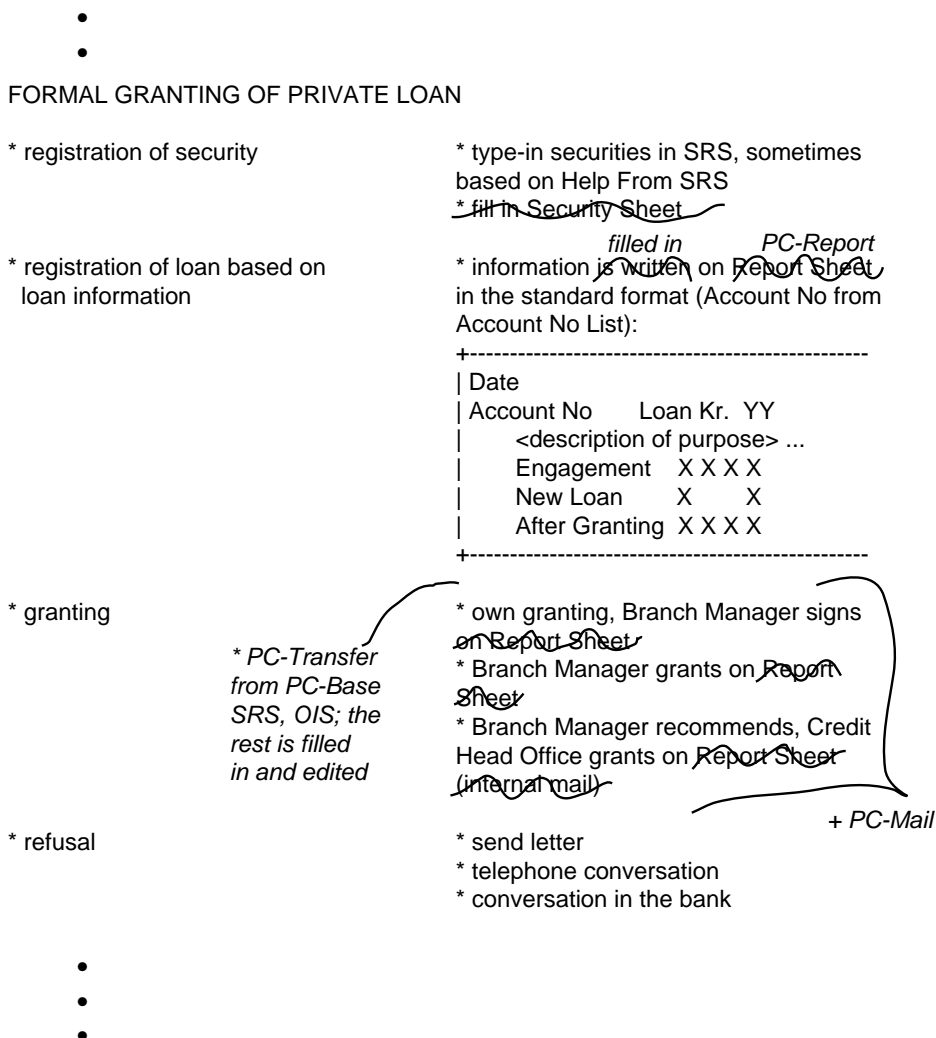 •
•
FORMAL GRANTING OF PRIVATE LOAN
* registration of security
* type-in securities in SRS, sometimes
based on Help From SRS
* fill in Security Sheet
filled in PC-Report
* registration of loan based on
loan information
* information is written on Report Sheet
in the standard format (Account No from
Account No List):
+-------------------------------------------------
| Date
| Account No Loan Kr. YY
| <description of purpose> ...
| Engagement X X X X
| New Loan X X
| After Granting X X X X
+-------------------------------------------------
* granting
* own granting, Branch Manager signs
on Report Sheet
* Branch Manager grants on Report
Sheet
* Branch Manager recommends, Credit
Head Office grants on Report Sheet
(internal mail)
* PC-Transfer
from PC-Base
SRS, OIS; the
rest is filled
in and edited
+ PC-Mail
* refusal
* send letter
* telephone conversation
* conversation in the bank
•
•
•